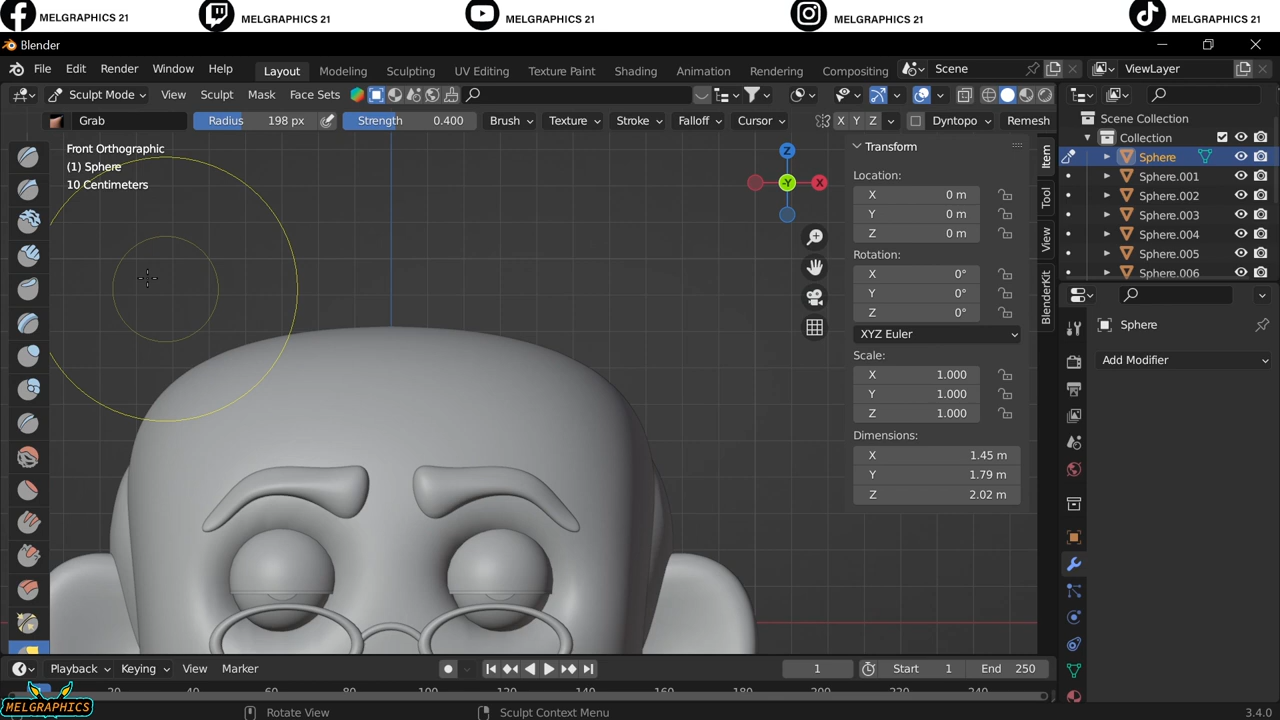 MELGRAPHICS 21 MELGRAPHICS 21 MELGRAPHICS 21 MELGRAPHICS 21 MELGRAPHICS 21
Blender
File Edit Render Window Help Layout Modeling Sculpting UV Editing Texture Paint Shading Animation Rendering Compositing Scene ViewLayer
Sculpt Mode View Sculpt Mask Face Sets
Grab Radius 198 px Strength 0.400 Brush Texture Stroke Falloff Cursor X Y Z Dyntopo Remesh
Front Orthographic
(1) Sphere
10 Centimeters
Z
-Y X
Transform
Location:
X 0 m
Y 0 m
Z 0 m
Rotation:
X 0°
Y 0°
Z 0°
XYZ Euler
Scale:
X 1.000
Y 1.000
Z 1.000
Dimensions:
X 1.45 m
Y 1.79 m
Z 2.02 m
Item
Tool
View
BlenderKit
Scene Collection
Collection
Sphere
Sphere.001
Sphere.002
Sphere.003
Sphere.004
Sphere.005
Sphere.006
Sphere
Add Modifier
Playback Keying View Marker 1 Start 1 End 250
20 40 60 80 100 120 140 160 180 200 220 240
MELGRAPHICS
Rotate View Sculpt Context Menu 3.4.0